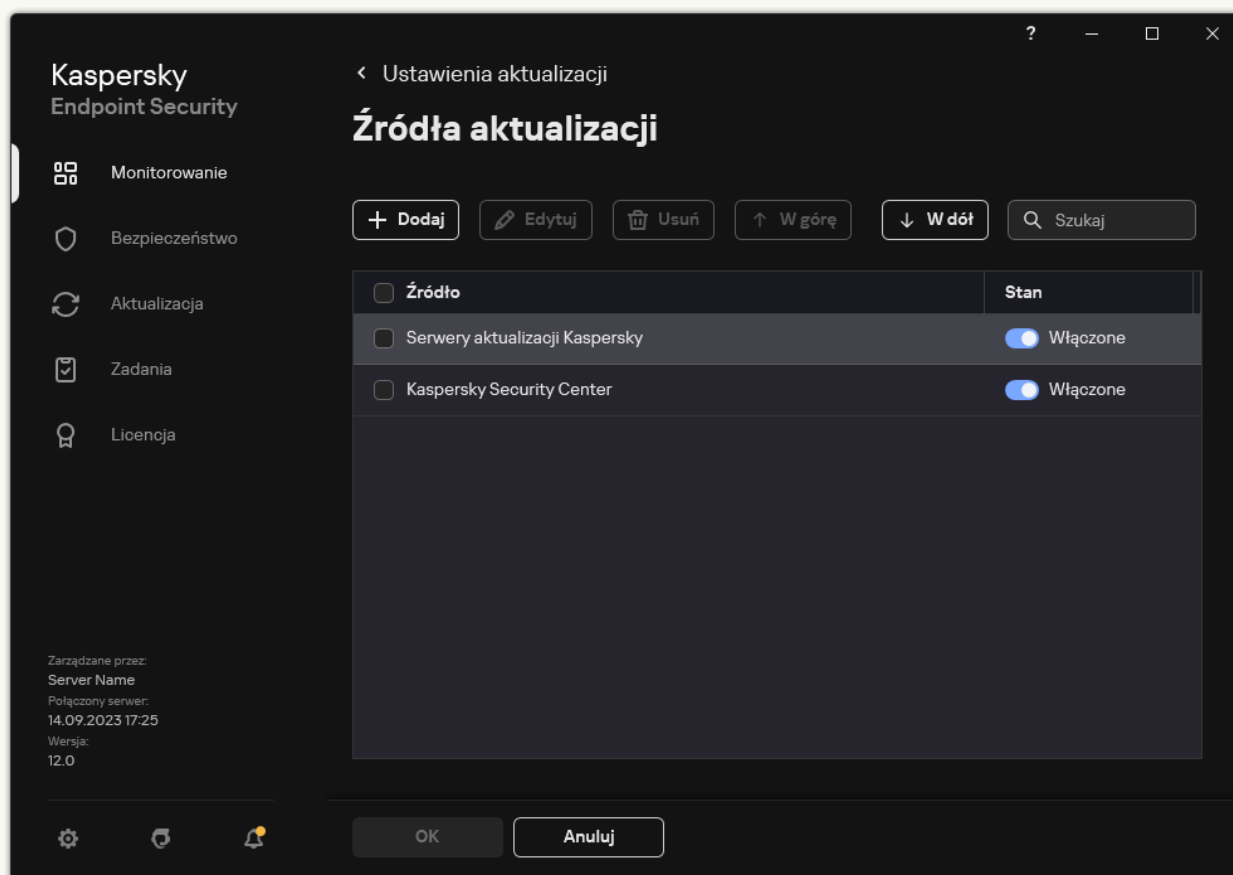 ?
Kaspersky
Endpoint Security
Monitorowanie
Bezpieczeństwo
Aktualizacja
Zadania
Licencja
Zarządzane przez:
Server Name
Połączony serwer:
14.09.2023 17:25
Wersja:
12.0
Ustawienia aktualizacji
Źródła aktualizacji
Dodaj
Edytuj
Usuń
W górę
W dół
Szukaj
Źródło Stan
Serwery aktualizacji Kaspersky Włączone
Kaspersky Security Center Włączone
OK
Anuluj